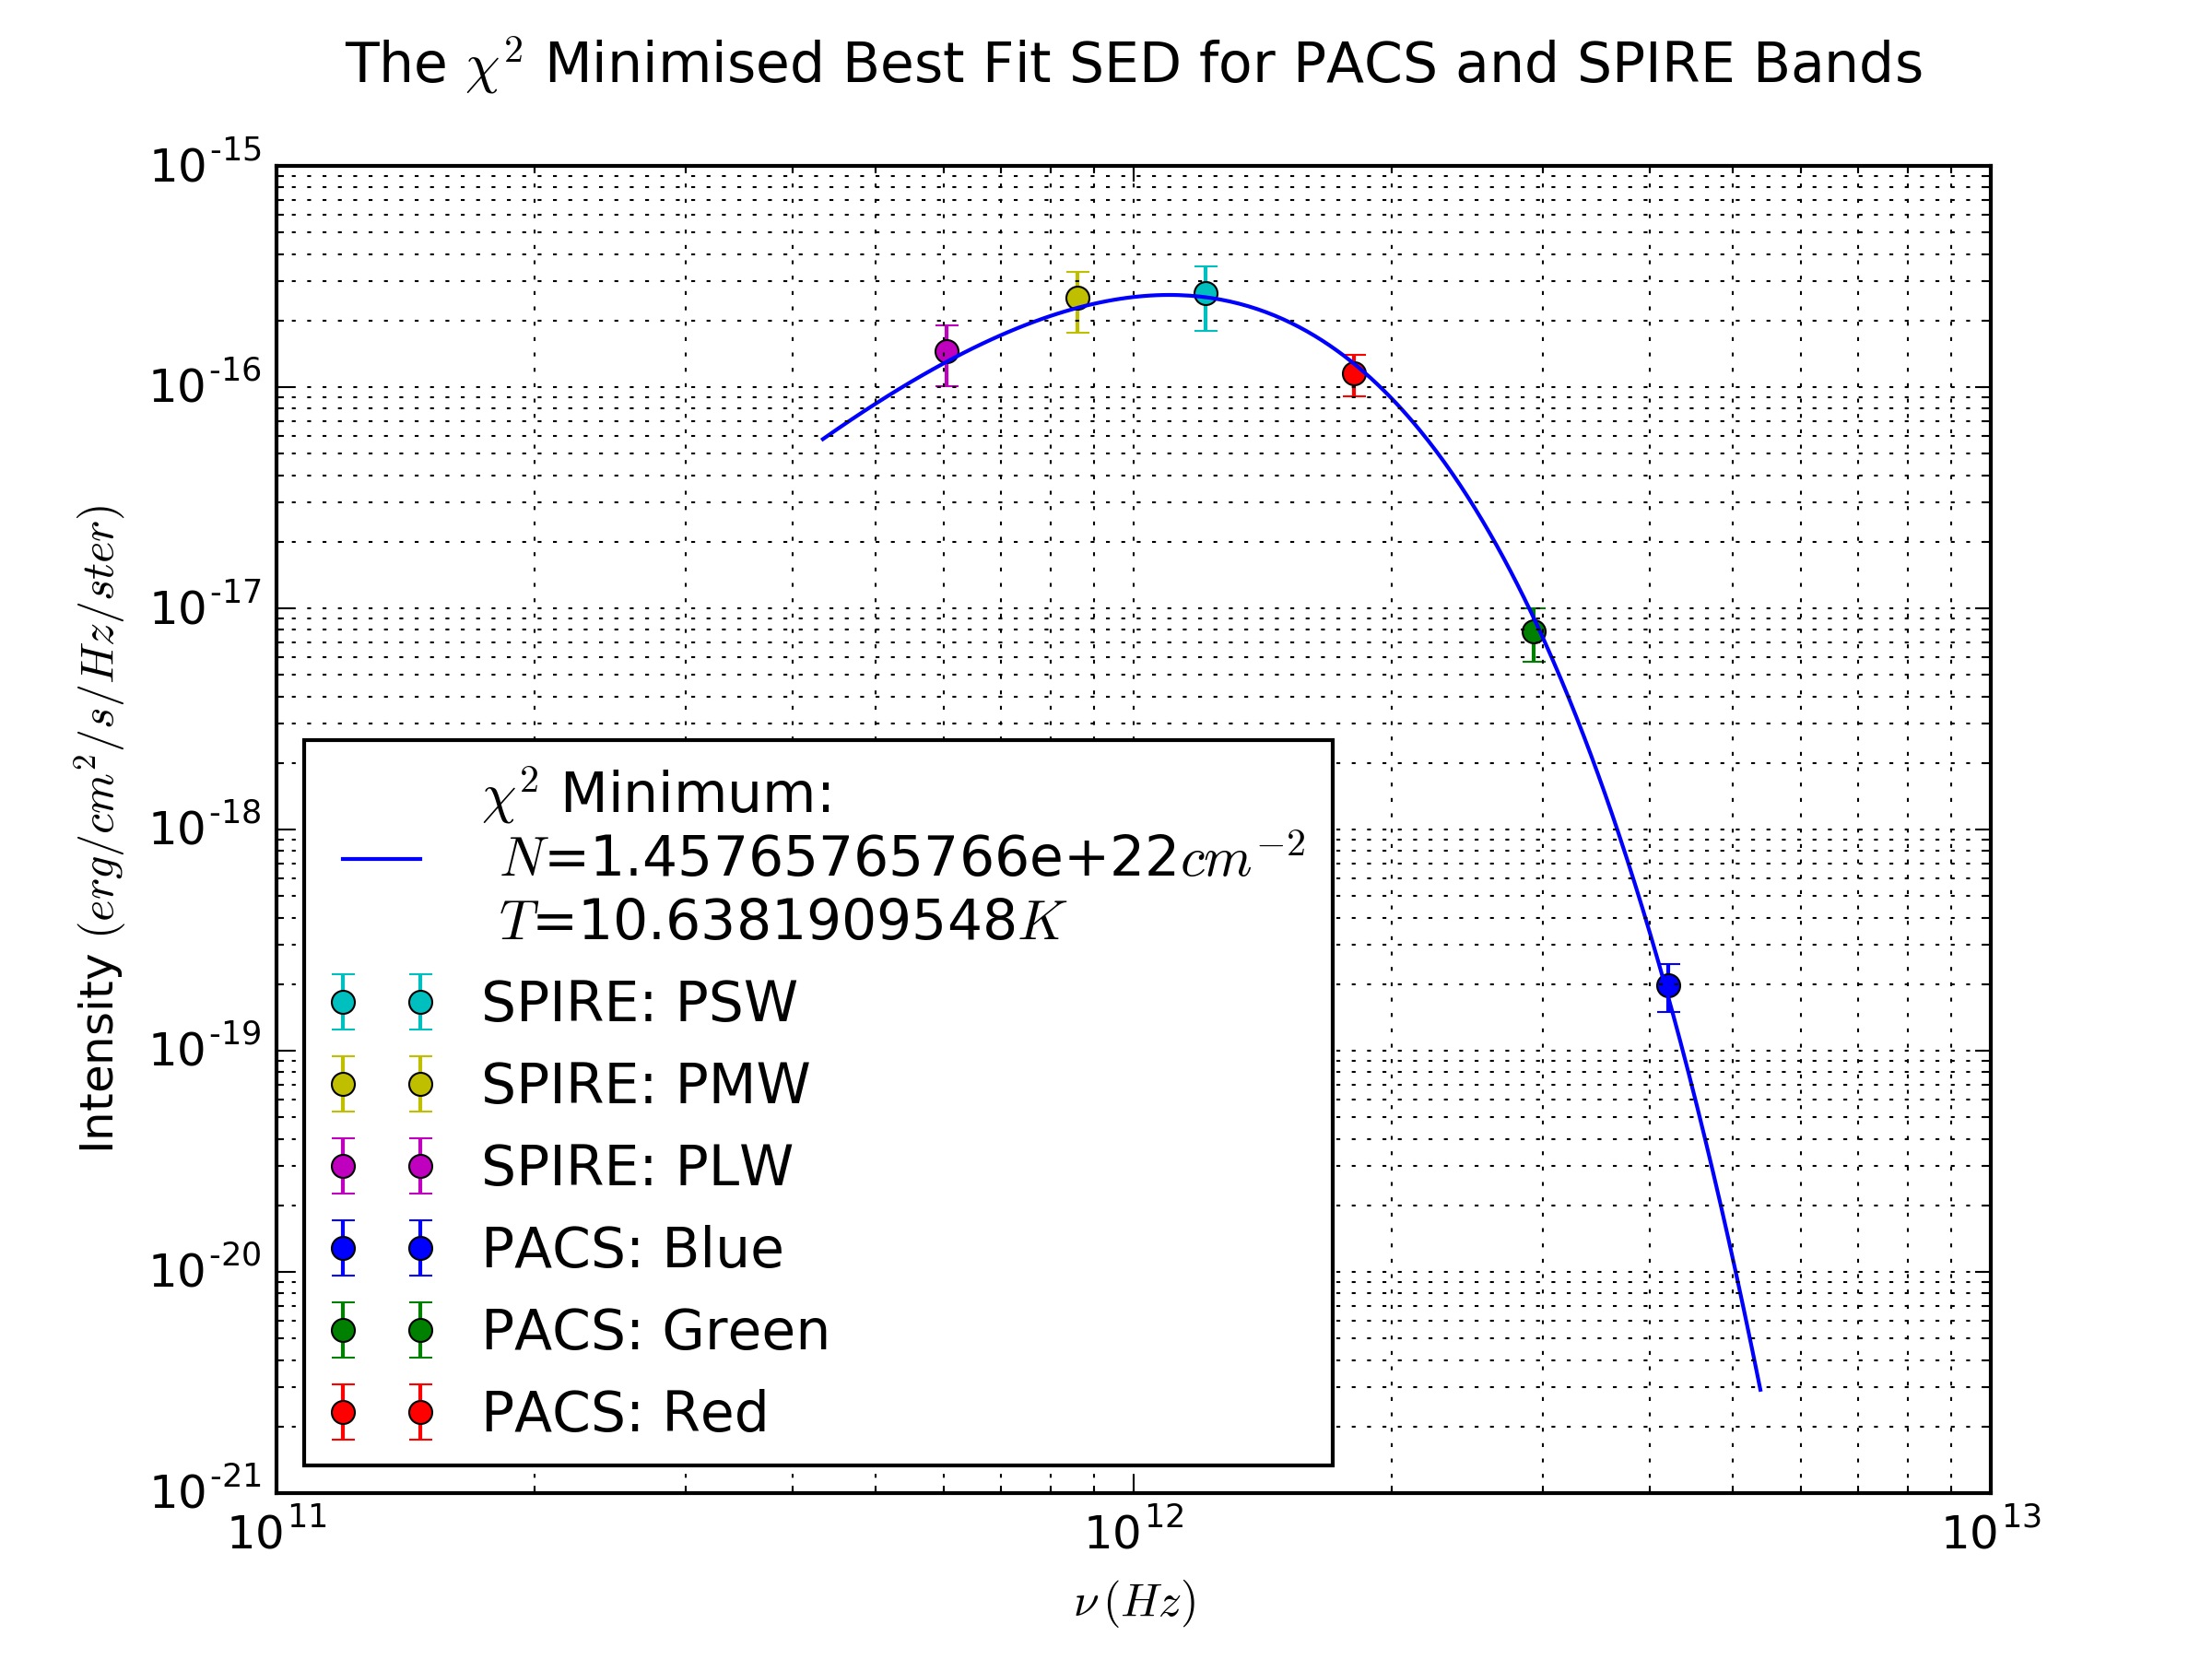 The χ² Minimised Best Fit SED for PACS and SPIRE Bands
Intensity (erg/cm²/s/Hz/ster)
10⁻¹⁵
10⁻¹⁶
10⁻¹⁷
10⁻¹⁸
10⁻¹⁹
10⁻²⁰
10⁻²¹
χ² Minimum:
N=1.45765765766e+22cm⁻²
T=10.6381909548K
SPIRE: PSW
SPIRE: PMW
SPIRE: PLW
PACS: Blue
PACS: Green
PACS: Red
10¹¹ 10¹² 10¹³
ν(Hz)